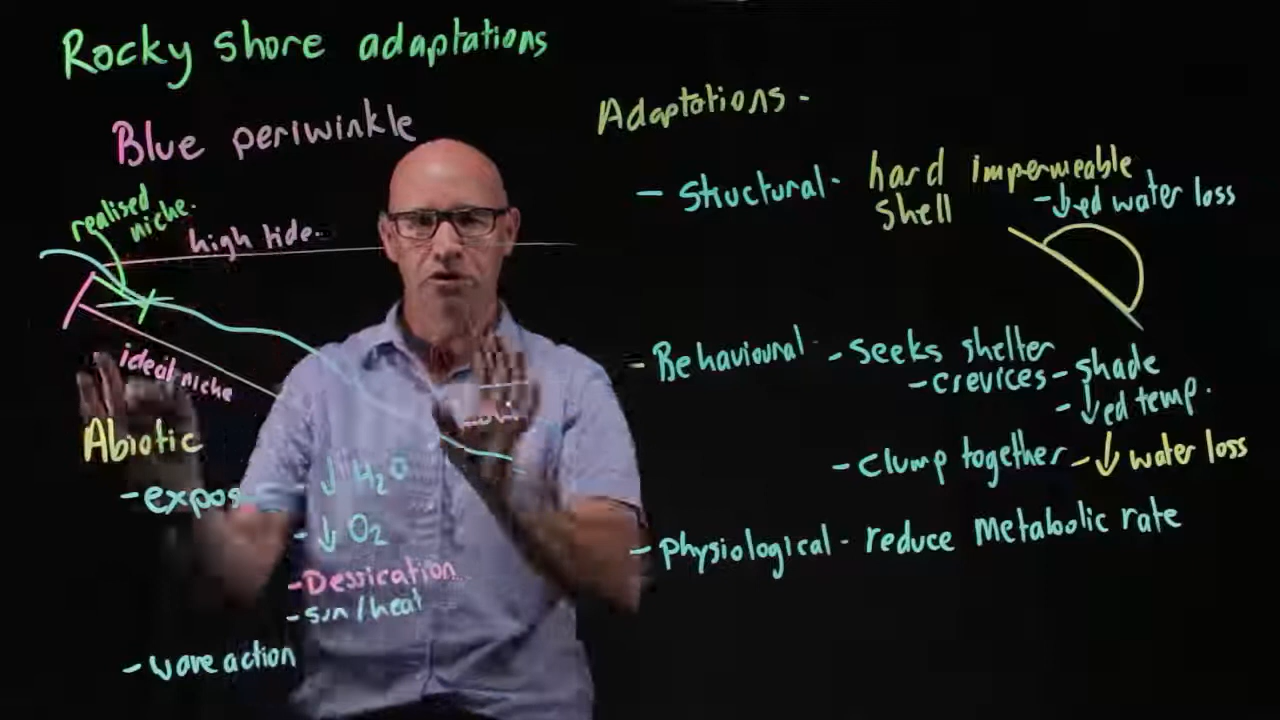 Rocky shore adaptations
Blue periwinkle
realised
niche.
high tide.
ideal niche
Abiotic
- expos
- ↓ H2O
- ↓ O2
- Dessication
- sun/heat
- wave action
Adaptations -
- Structural - hard impermeable
shell
- ↓ed water loss
- Behavioural - seeks shelter
- crevices - shade
- ↓ed temp.
- clump together - ↓ water loss
- Physiological - reduce metabolic rate